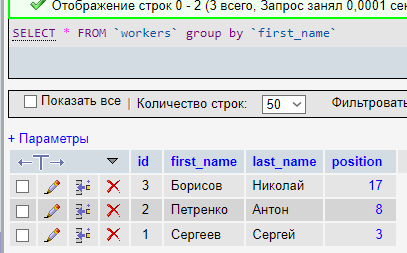 Отображение строк 0 - 2 (3 всего, Запрос занял 0,0001 сек
SELECT * FROM `workers` group by `first_name`
Показать все | Количество строк: 50 Фильтровать
+ Параметры
←T→ id first_name last_name position
3 Борисов Николай 17
2 Петренко Антон 8
1 Сергеев Сергей 3